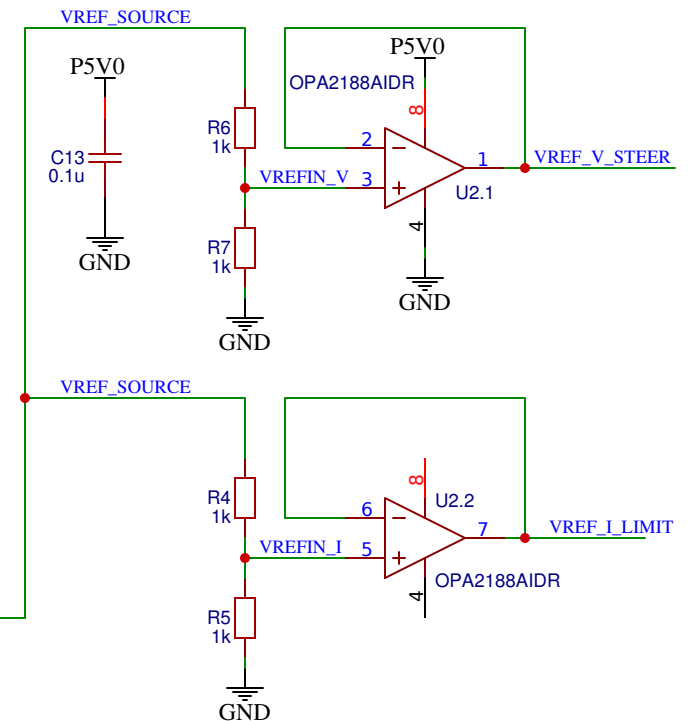 VREF_SOURCE
P5V0
P5V0
OPA2188AIDR
8
R6
1k
C13
0.1u
2
1
VREF_V_STEER
VREFIN_V
3
U2.1
4
R7
1k
GND
GND
GND
VREF_SOURCE
8
R4
1k
U2.2
6
7
VREF_I_LIMIT
VREFIN_I
5
OPA2188AIDR
4
R5
1k
GND